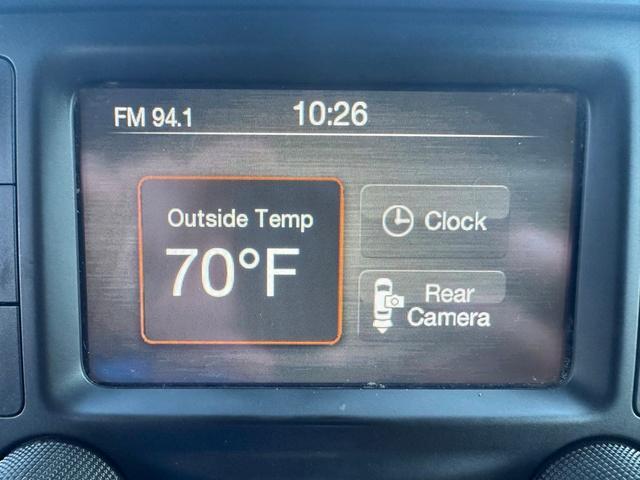 FM 94.1
10:26
Outside Temp
70°F
Clock
Rear
Camera